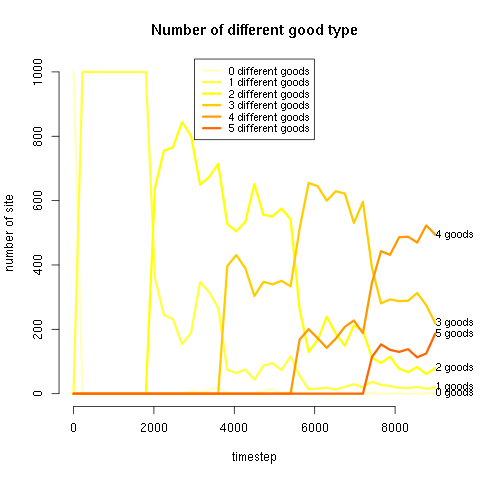 Number of different good type
0 different goods
1 different goods
2 different goods
3 different goods
4 different goods
5 different goods
number of site
1000
800
600
400
200
0
4 goods
3 goods
5 goods
2 goods
1 goods
0 goods
0 2000 4000 6000 8000
timestep